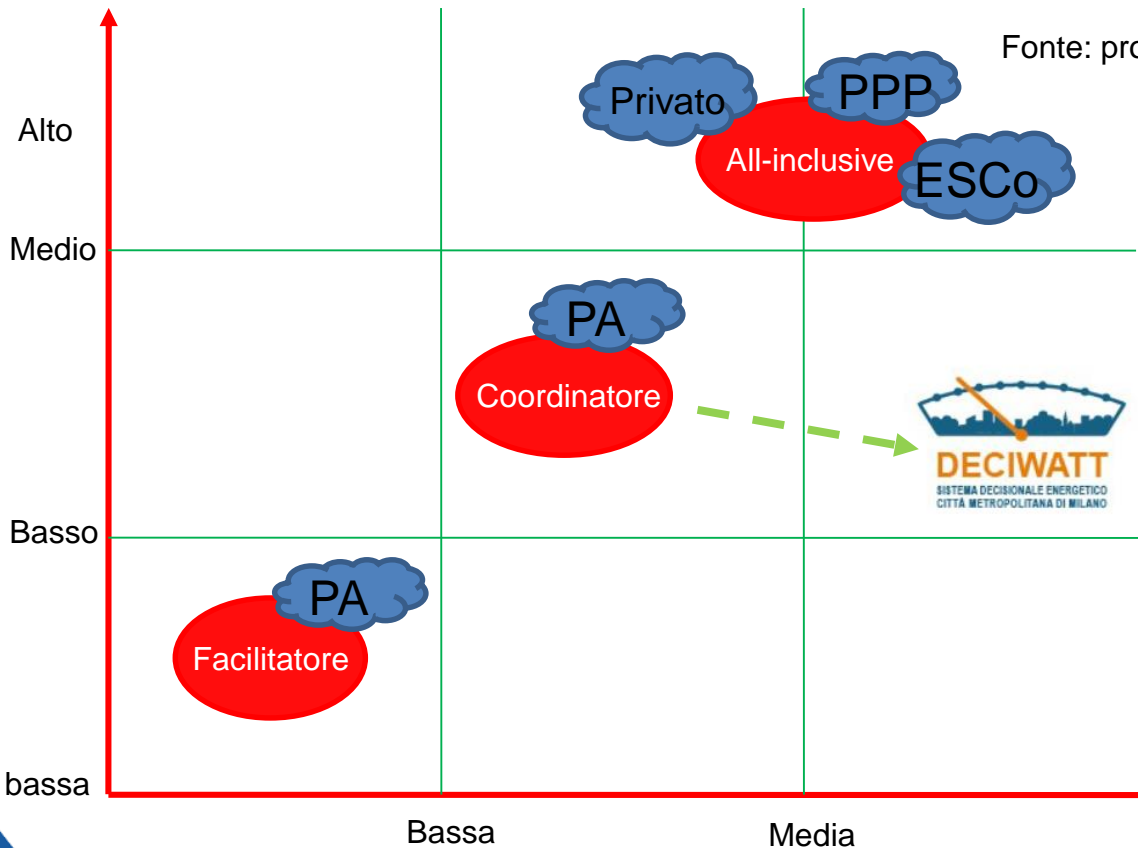 Fonte: pro
Alto
Privato
PPP
All-inclusive
ESCo
Medio
PA
Coordinatore
DECIWATT
SISTEMA DECISIONALE ENERGETICO
CITTÀ METROPOLITANA DI MILANO
Basso
PA
Facilitatore
bassa
Bassa
Media